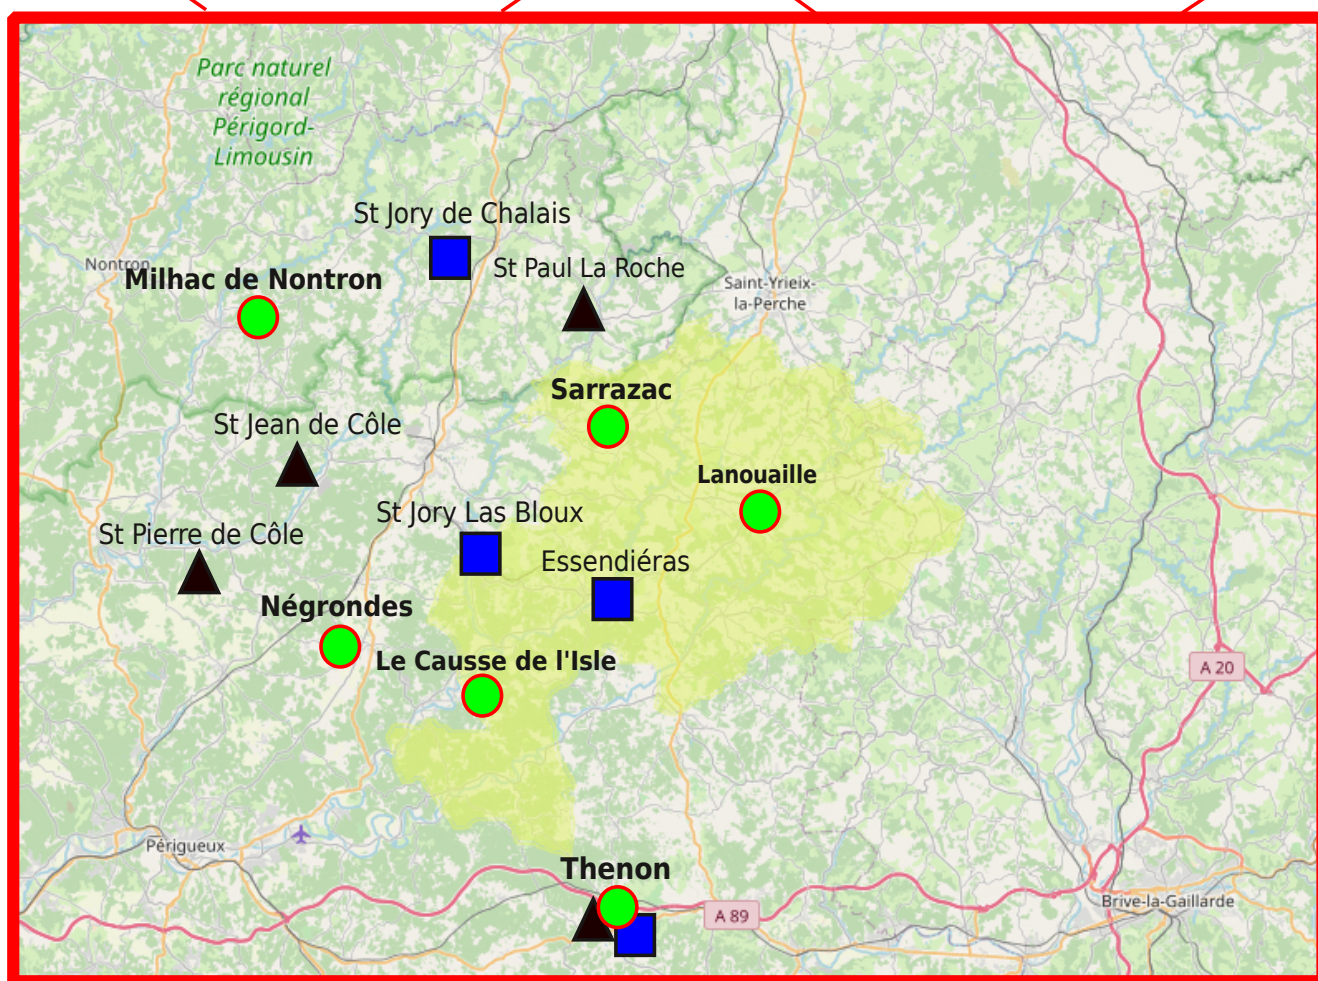 Parc naturel
régional
Périgord-
Limousin
St Jory de Chalais
Nontron
Milhac de Nontron
St Paul La Roche
Saint-Yrieix-
la-Perche
Sarrazac
St Jean de Côle
Lanouaille
St Jory Las Bloux
St Pierre de Côle
Essendiéras
Négrondes
Le Causse de l'Isle
A 20
Périgueux
Thenon
A 89
Brive-la-Gaillarde